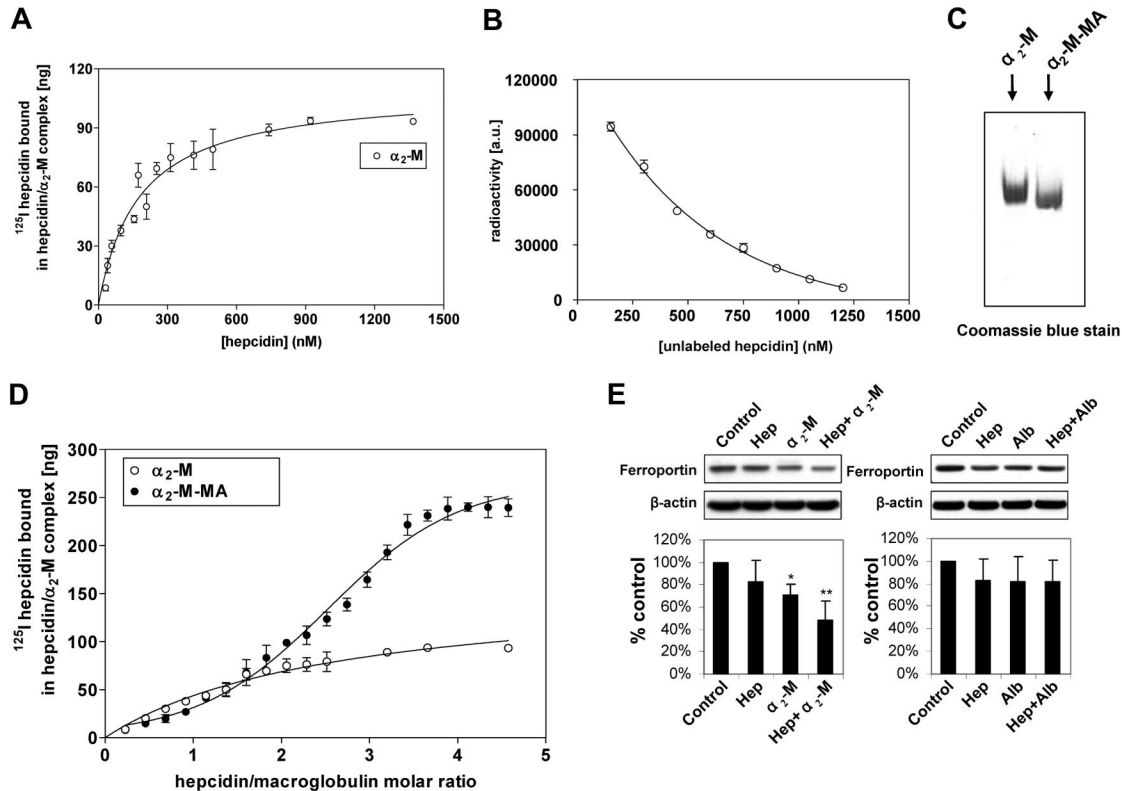 A
¹²⁵I hepcidin bound
in hepcidin/α₂-M complex [ng]
120
90
60
30
0
0 300 600 900 1200 1500
[hepcidin] (nM)
α₂-M
B
radioactivity [a.u.]
120000
90000
60000
30000
0
0 250 500 750 1000 1250 1500
[unlabeled hepcidin] (nM)
C
α₂-M
α₂-M-MA
Coomassie blue stain
D
¹²⁵I hepcidin bound
in hepcidin/α₂-M complex [ng]
300
250
200
150
100
50
0
0 1 2 3 4 5
hepcidin/macroglobulin molar ratio
α₂-M
α₂-M-MA
E
Control
Hep
α₂-M
Hep+ α₂-M
Ferroportin
β-actin
% control
120%
100%
80%
60%
40%
20%
0%
*
**
Control
Hep
α₂-M
Hep+ α₂-M
Control
Hep
Alb
Hep+Alb
Ferroportin
β-actin
% control
120%
100%
80%
60%
40%
20%
0%
Control
Hep
Alb
Hep+Alb